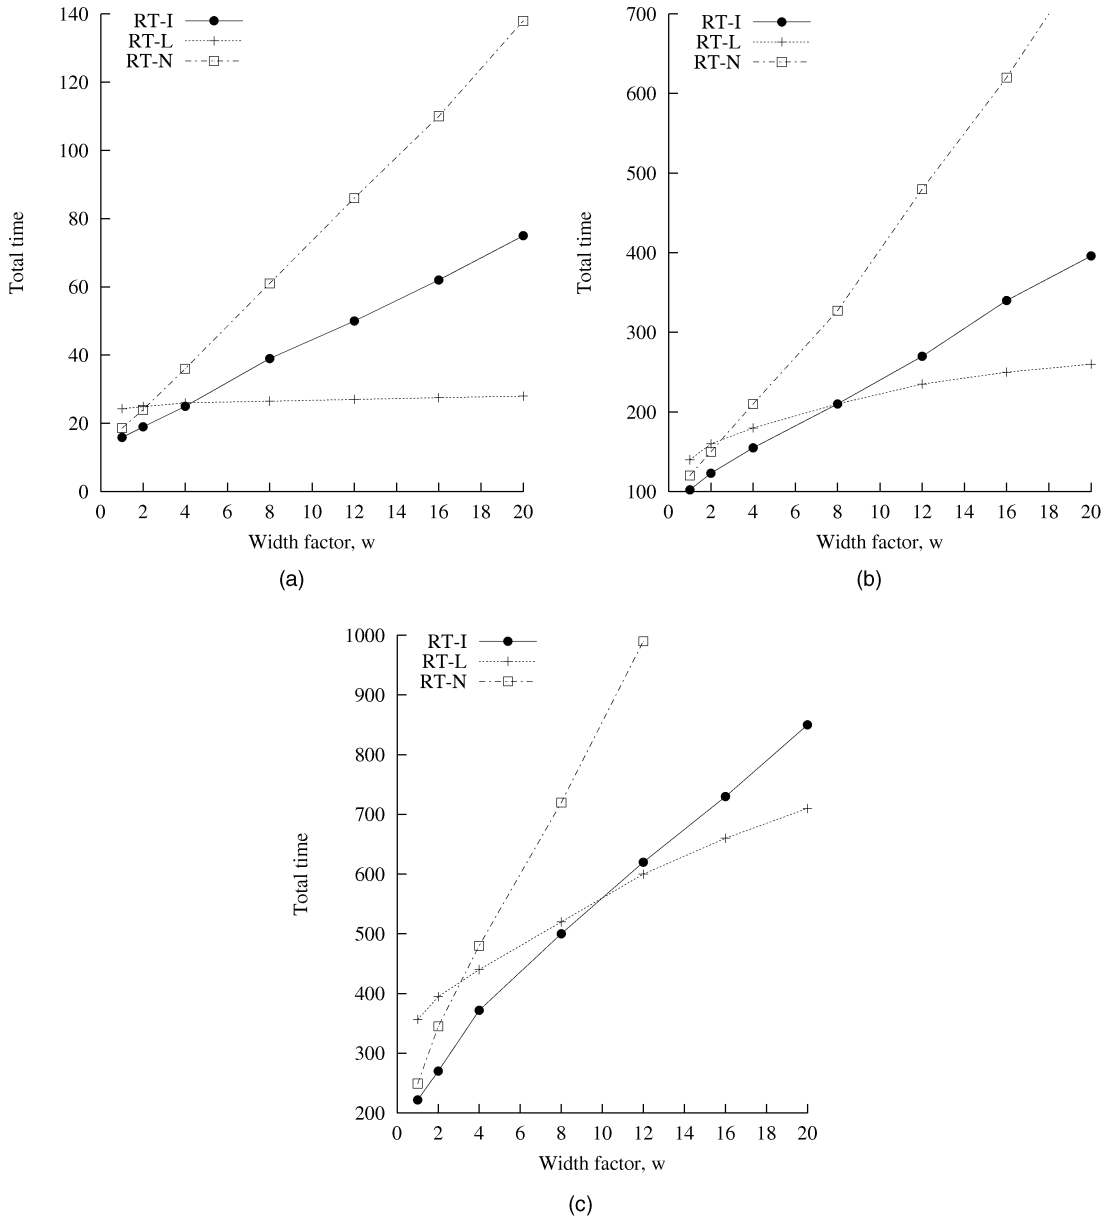 RT-I
RT-L
RT-N
140
120
100
80
60
40
20
0
Total time
0 2 4 6 8 10 12 14 16 18 20
Width factor, w
(a)
RT-I
RT-L
RT-N
700
600
500
400
300
200
100
Total time
0 2 4 6 8 10 12 14 16 18 20
Width factor, w
(b)
RT-I
RT-L
RT-N
1000
900
800
700
600
500
400
300
200
Total time
0 2 4 6 8 10 12 14 16 18 20
Width factor, w
(c)